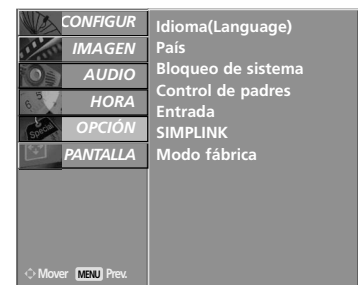 CONFIGUR
IMAGEN
AUDIO
HORA
OPCIÓN
Special
PANTALLA
Idioma(Language)
País
Bloqueo de sistema
Control de padres
Entrada
SIMPLINK
Modo fábrica
Mover MENU Prev.